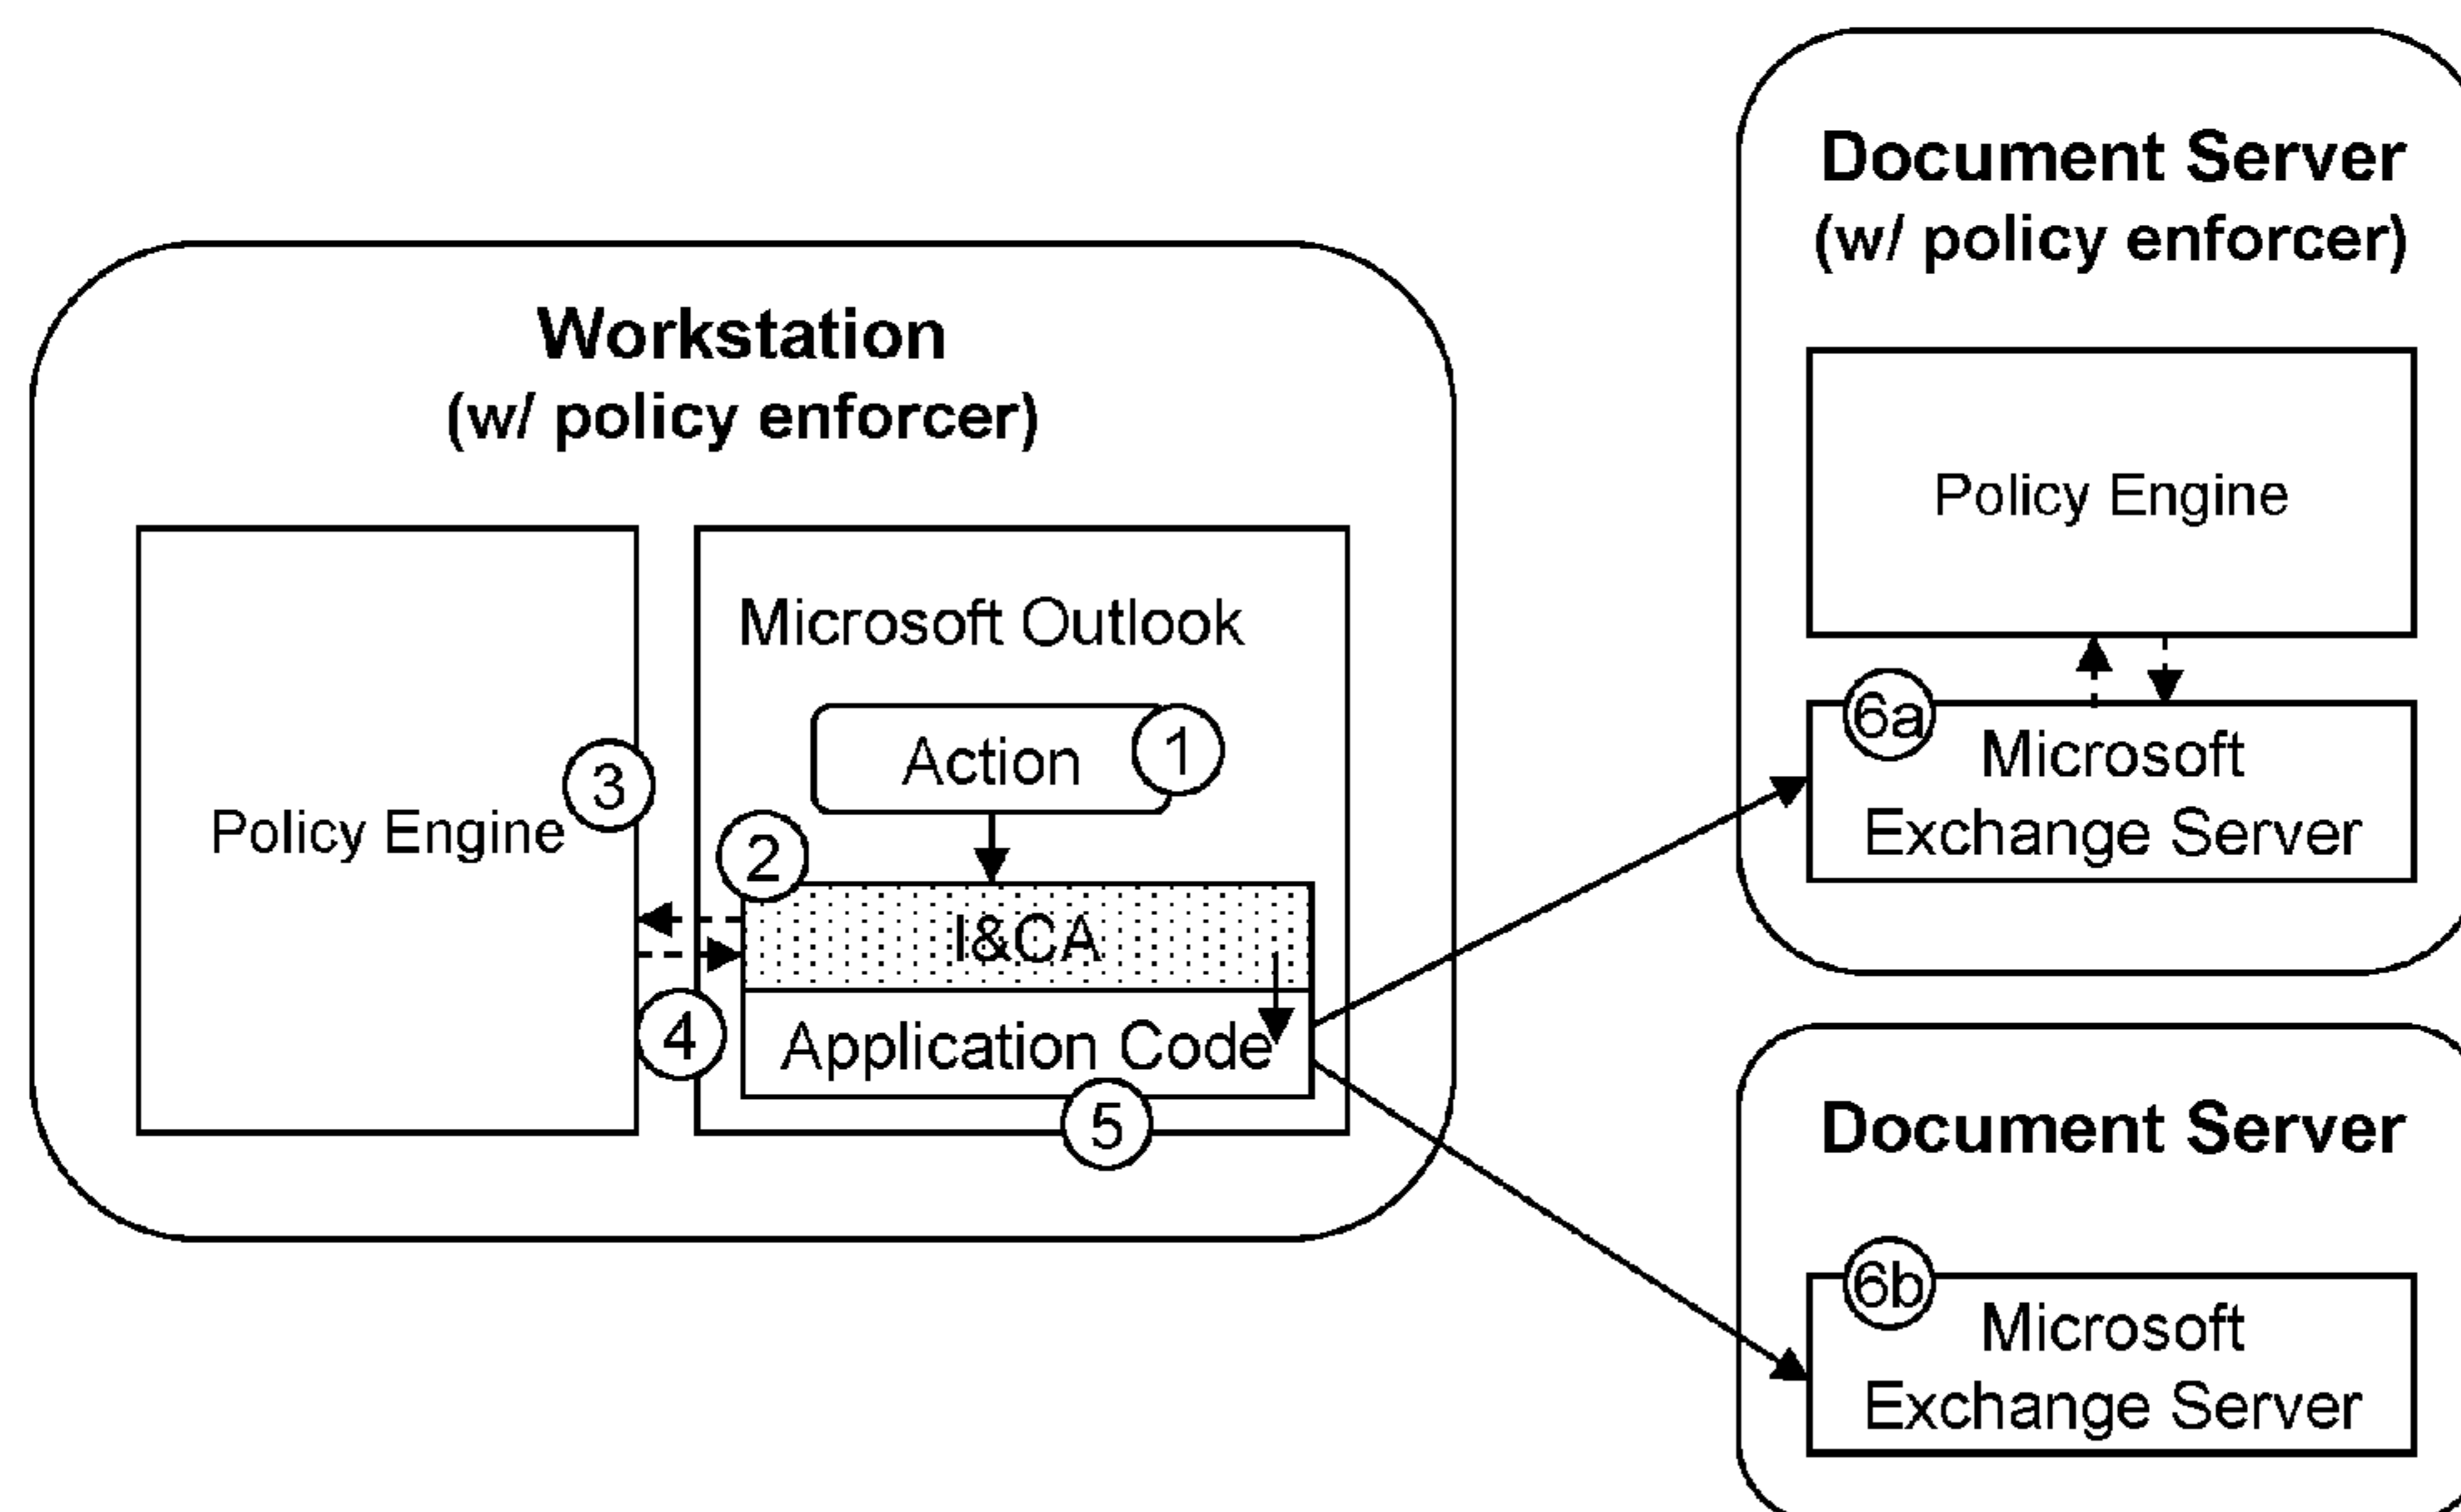 Workstation
(w/ policy enforcer)
Policy Engine
3
Microsoft Outlook
Action
1
2
I&CA
4
Application Code
5
Document Server
(w/ policy enforcer)
Policy Engine
6a
Microsoft
Exchange Server
Document Server
6b
Microsoft
Exchange Server